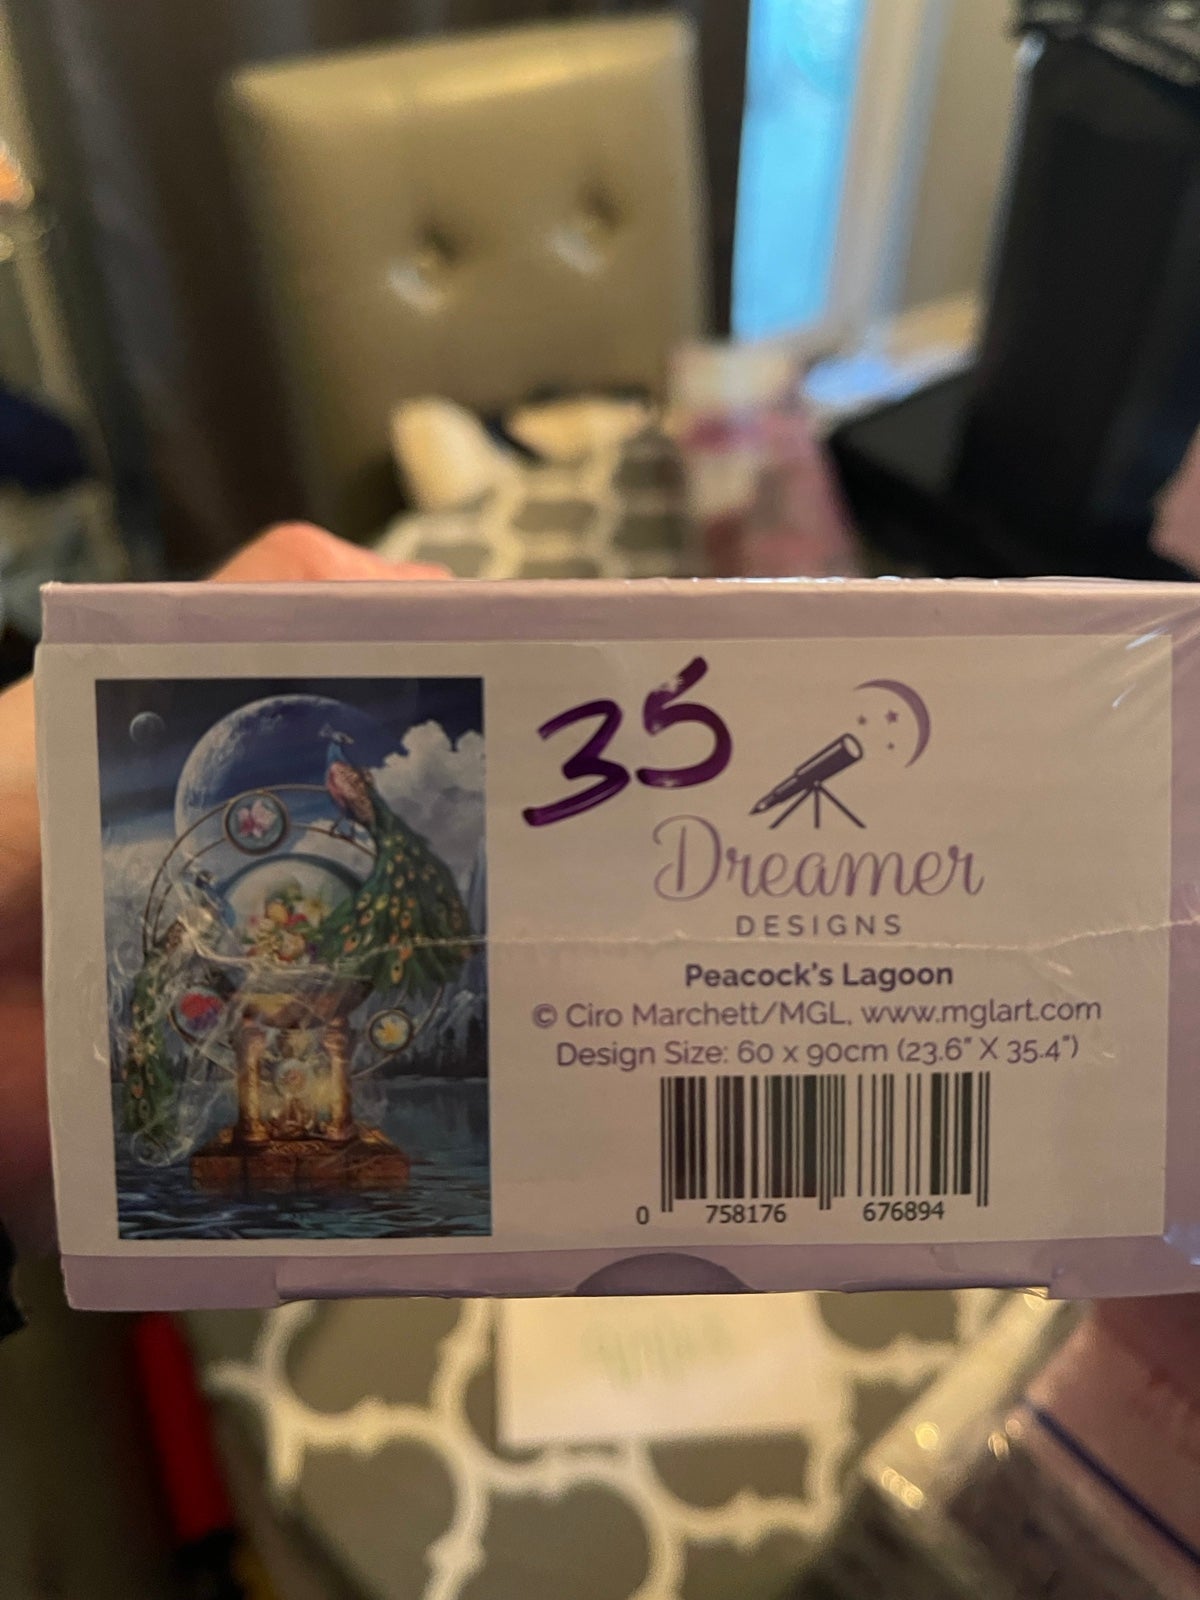 35
Dreamer
DESIGNS
Peacock's Lagoon
© Ciro Marchett/MGL, www.mglart.com
Design Size: 60 x 90cm (23.6" X 35.4")
0 758176 676894